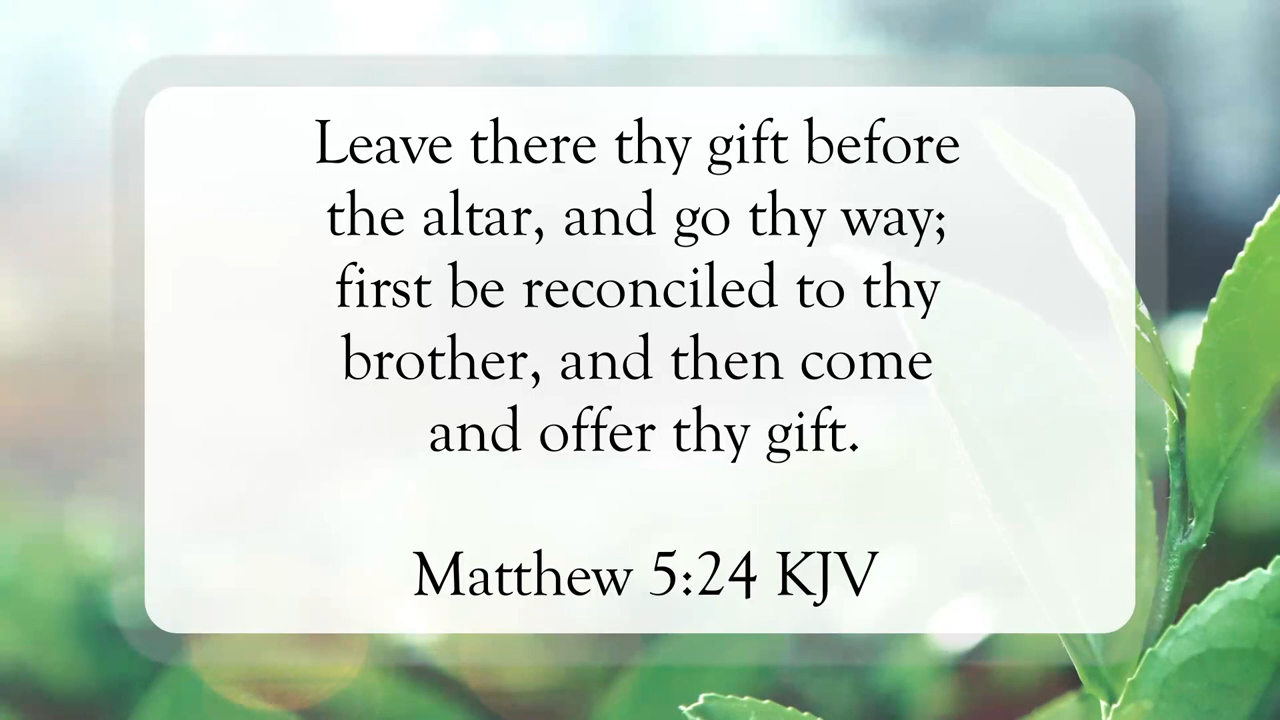 Leave there thy gift before
the altar, and go thy way;
first be reconciled to thy
brother, and then come
and offer thy gift.
Matthew 5:24 KJV